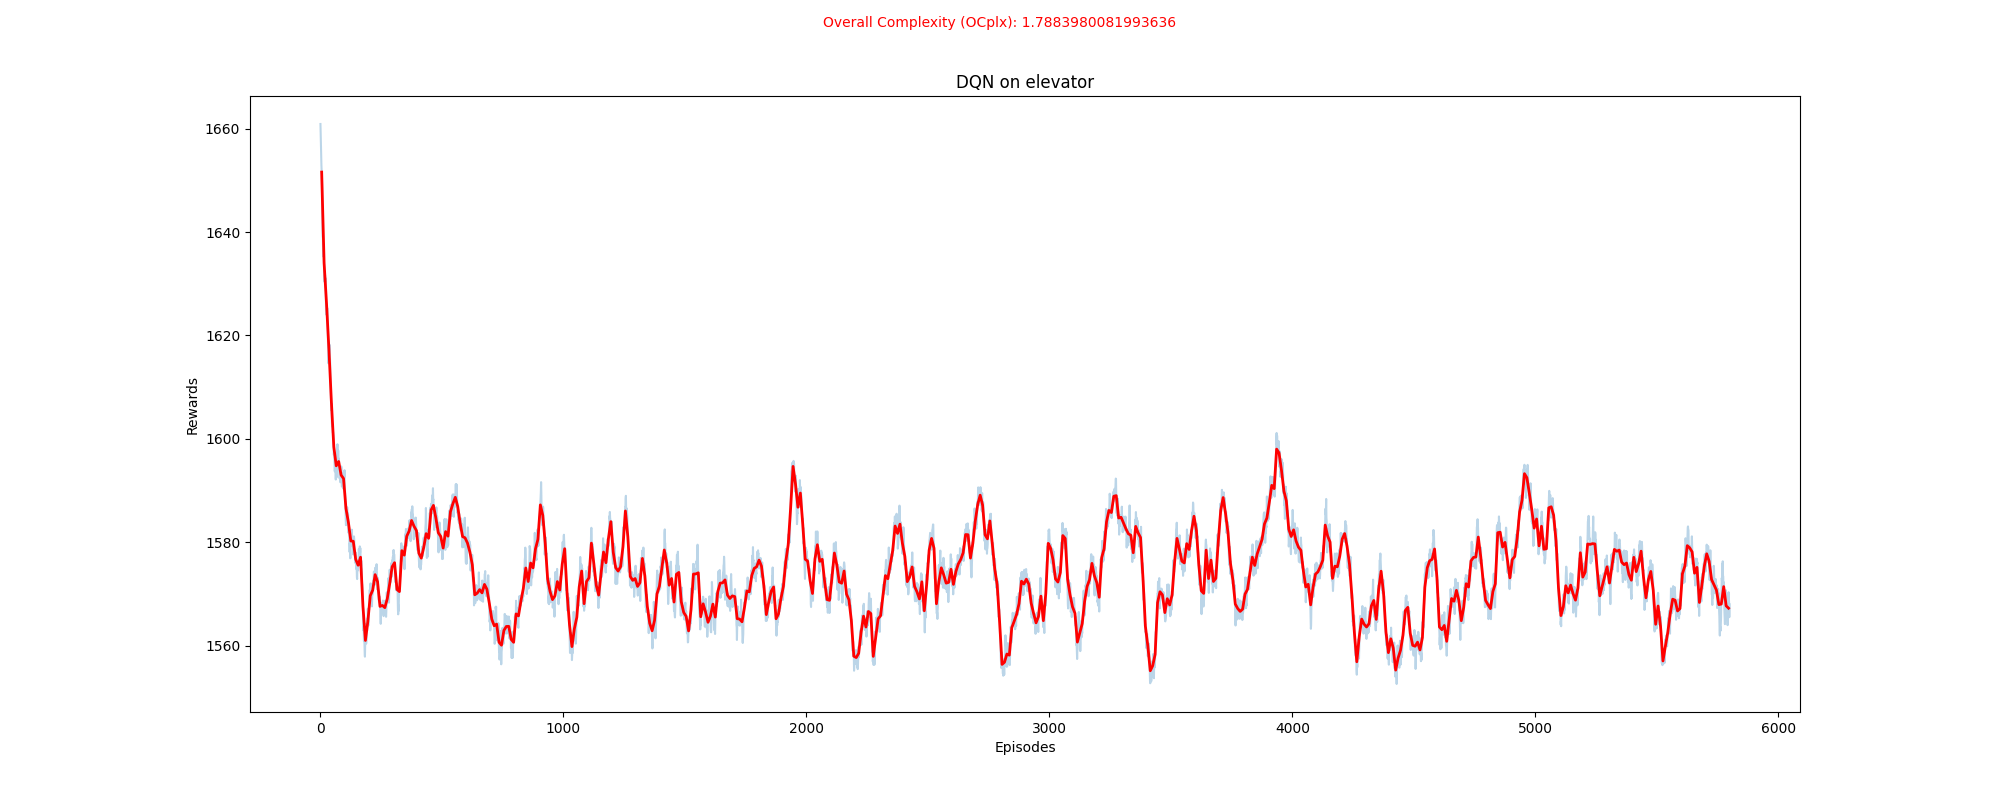 Overall Complexity (OCplx): 1.7883980081993636
DQN on elevator
1660
1640
1620
1600
1580
1560
Rewards
0 1000 2000 3000 4000 5000 6000
Episodes